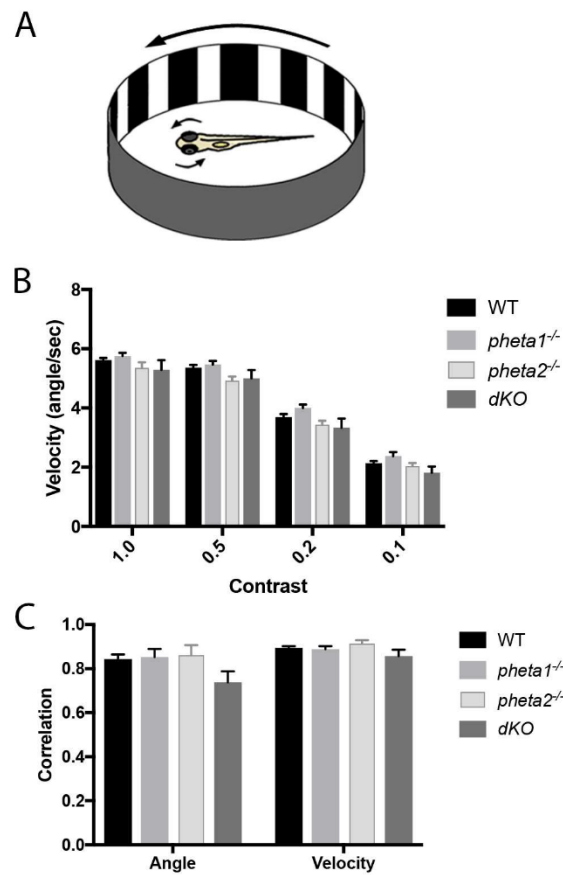 A
B
Velocity (angle/sec)
8
6
4
2
0
1.0 0.5 0.2 0.1
Contrast
WT
pheta1-/-
pheta2-/-
dKO
C
Correlation
1.0
0.8
0.6
0.4
0.2
0.0
Angle Velocity
WT
pheta1-/-
pheta2-/-
dKO